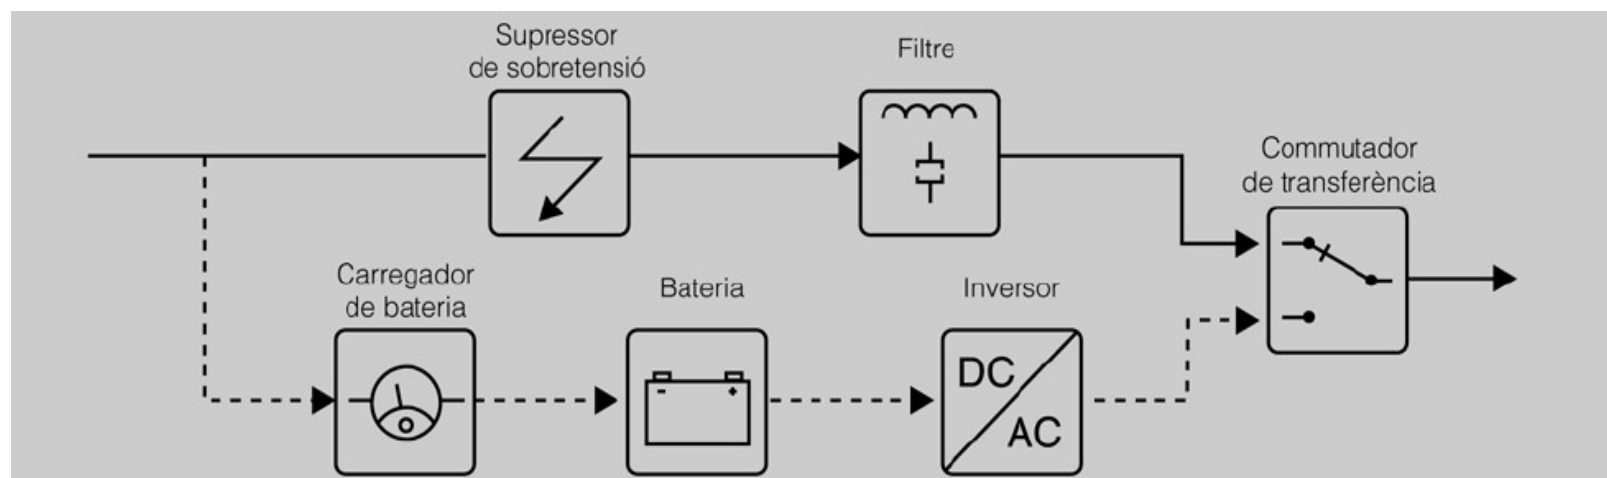 Supressor
de sobretensió
Filtre
Commutador
de transferència
Carregador
de bateria
Bateria
Inversor
- +
DC
AC